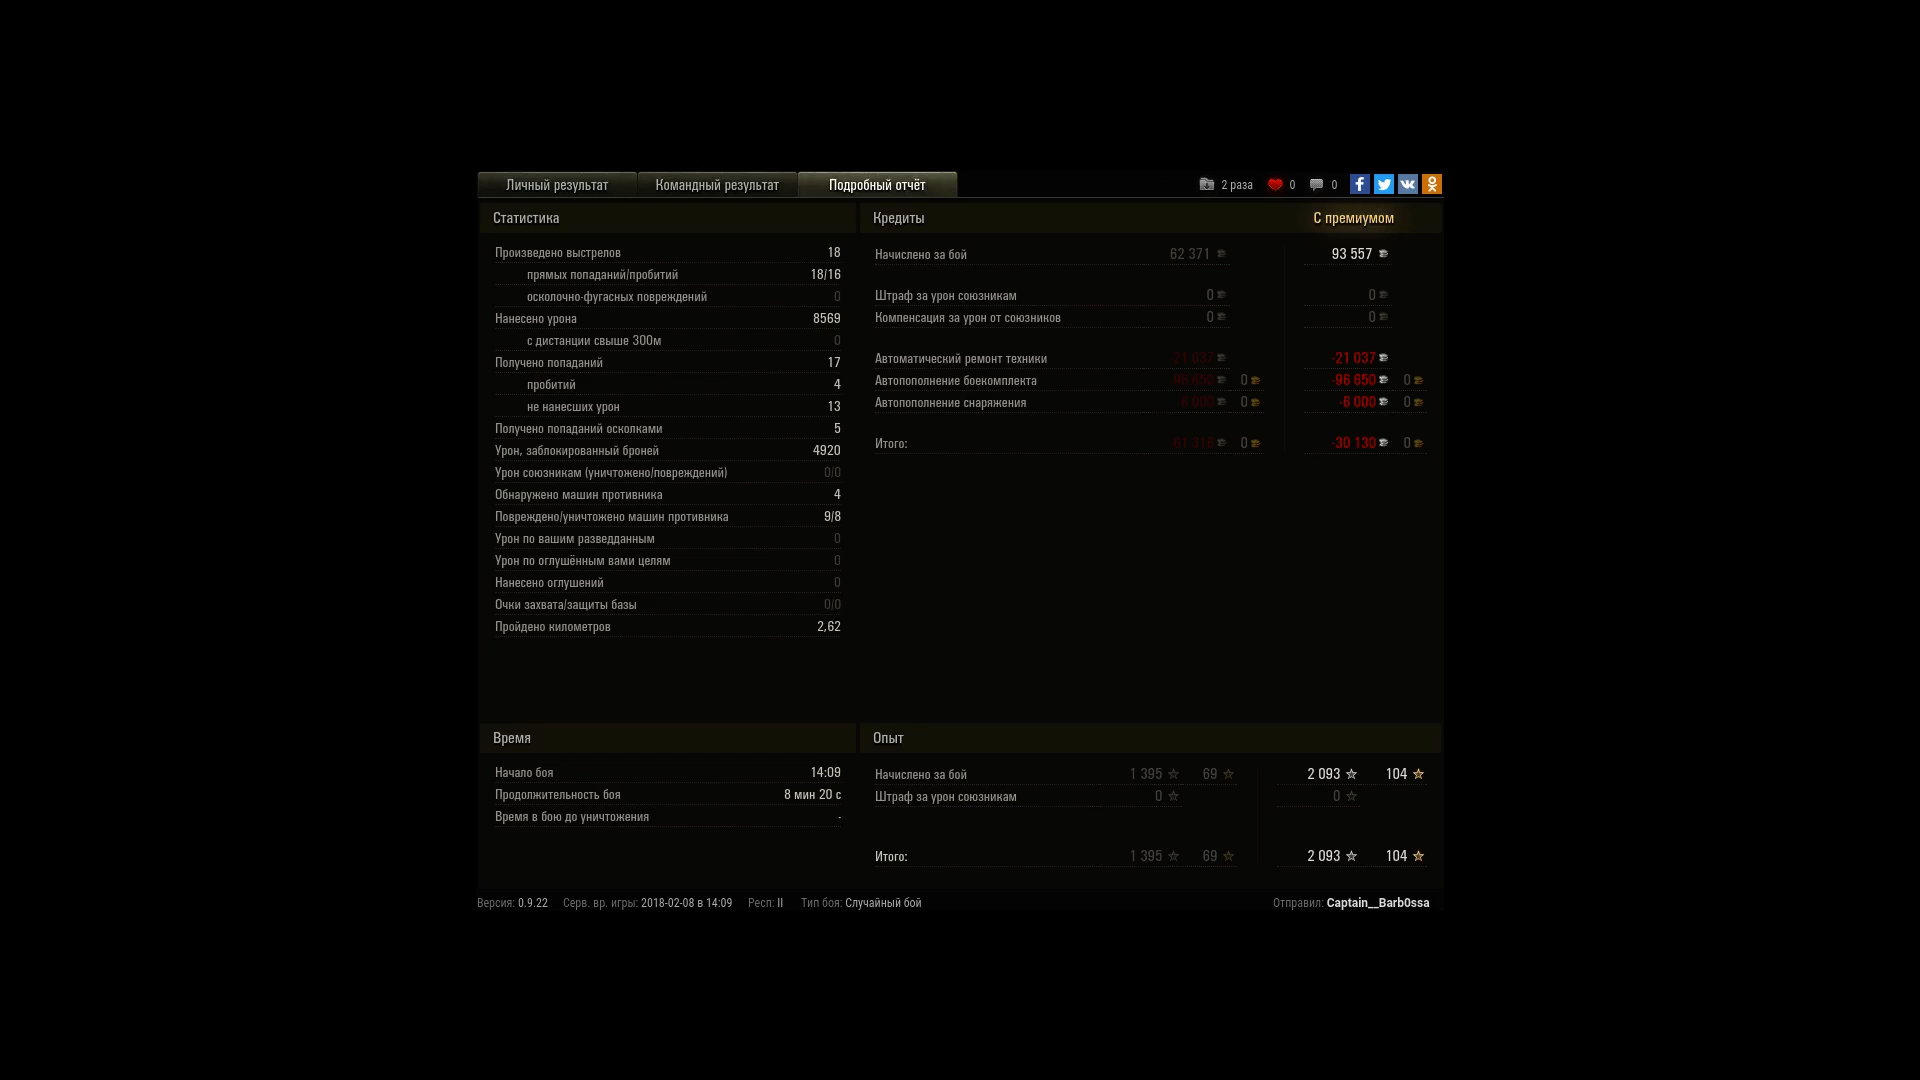 Личный результат Командный результат Подробный отчёт 2 раза 0 0
Статистика
Произведено выстрелов 18
прямых попаданий/пробитий 18/16
осколочно-фугасных повреждений 0
Нанесено урона 8569
с дистанции свыше 300м 0
Получено попаданий 17
пробитий 4
не нанесших урон 13
Получено попаданий осколками 5
Урон, заблокированный броней 4920
Урон союзникам (уничтожено/повреждений) 0/0
Обнаружено машин противника 4
Повреждено/уничтожено машин противника 9/8
Урон по вашим разведданным 0
Урон по оглушённым вами целям 0
Нанесено оглушений 0
Очки захвата/защиты базы 0/0
Пройдено километров 2,62
Кредиты С премиумом
Начислено за бой 62 371 93 557
Штраф за урон союзникам 0 0
Компенсация за урон от союзников 0 0
Автоматический ремонт техники -21 037 -21 037
Автопополнение боекомплекта -96 650 0 -96 650 0
Автопополнение снаряжения -6 000 0 -6 000 0
Итого: -61 316 0 -30 130 0
Время
Начало боя 14:09
Продолжительность боя 8 мин 20 с
Время в бою до уничтожения -
Опыт
Начислено за бой 1 395 69 2 093 104
Штраф за урон союзникам 0 0
Итого: 1 395 69 2 093 104
Версия: 0.9.22 Серв. вр. игры: 2018-02-08 в 14:09 Респ: II Тип боя: Случайный бой Отправил: Captain__Barb0ssa